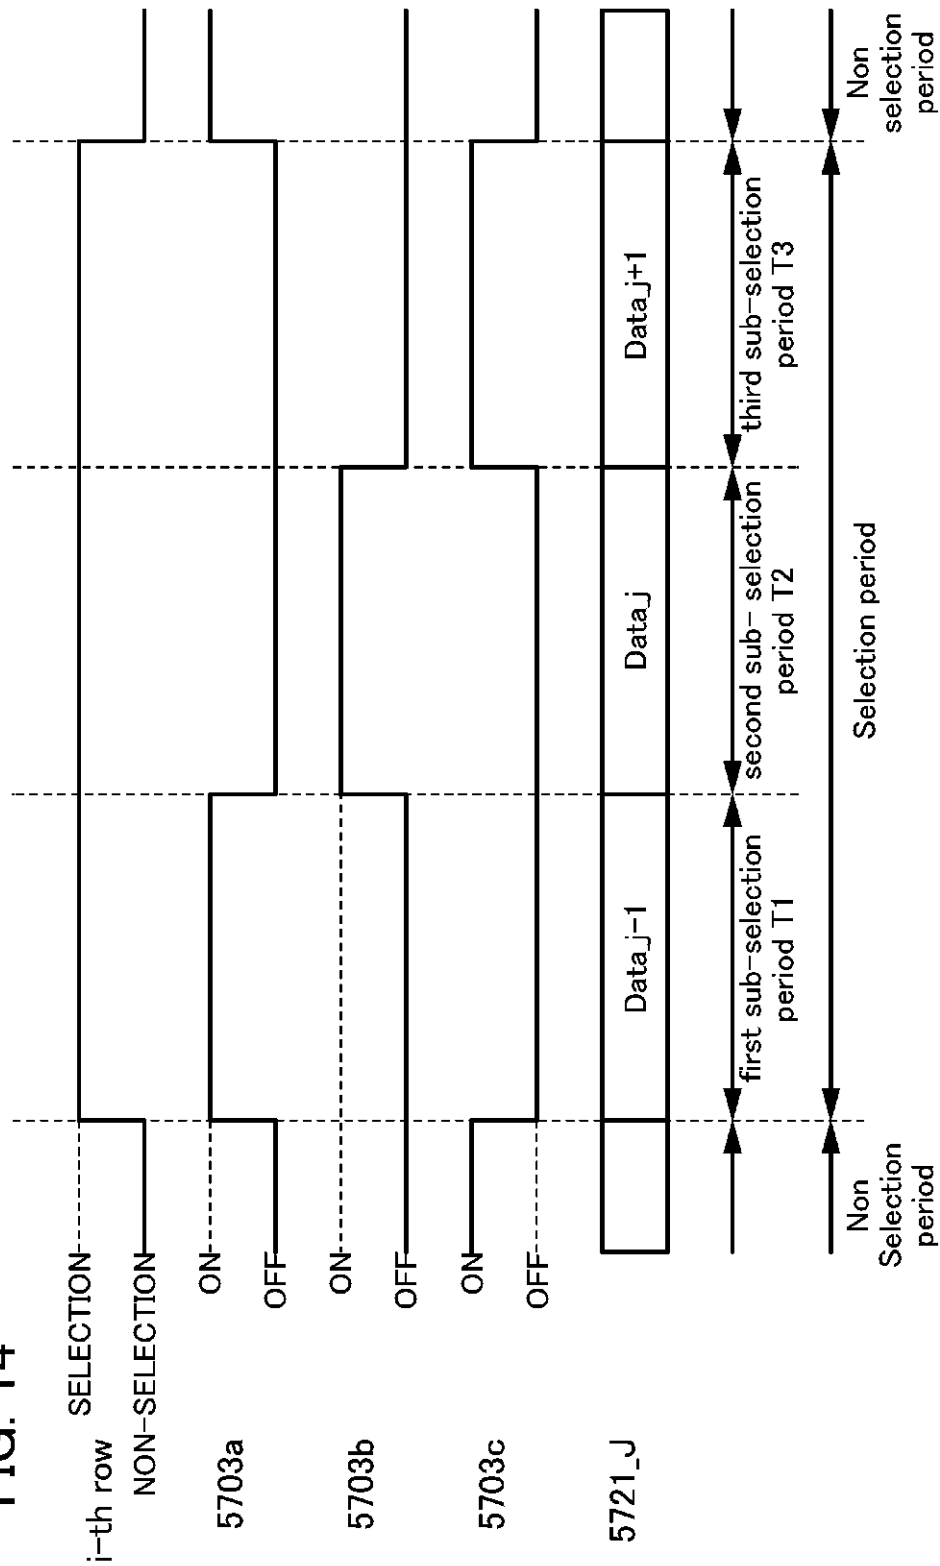 FIG. 14
SELECTION
i-th row
NON-SELECTION
ON
5703a
OFF
ON
5703b
OFF
ON
5703c
OFF
5721_J
Data_j-1
Data_j
Data_j+1
first sub-selection
period T1
second sub- selection
period T2
third sub-selection
period T3
Non
Selection
period
Selection period
Non
selection
period